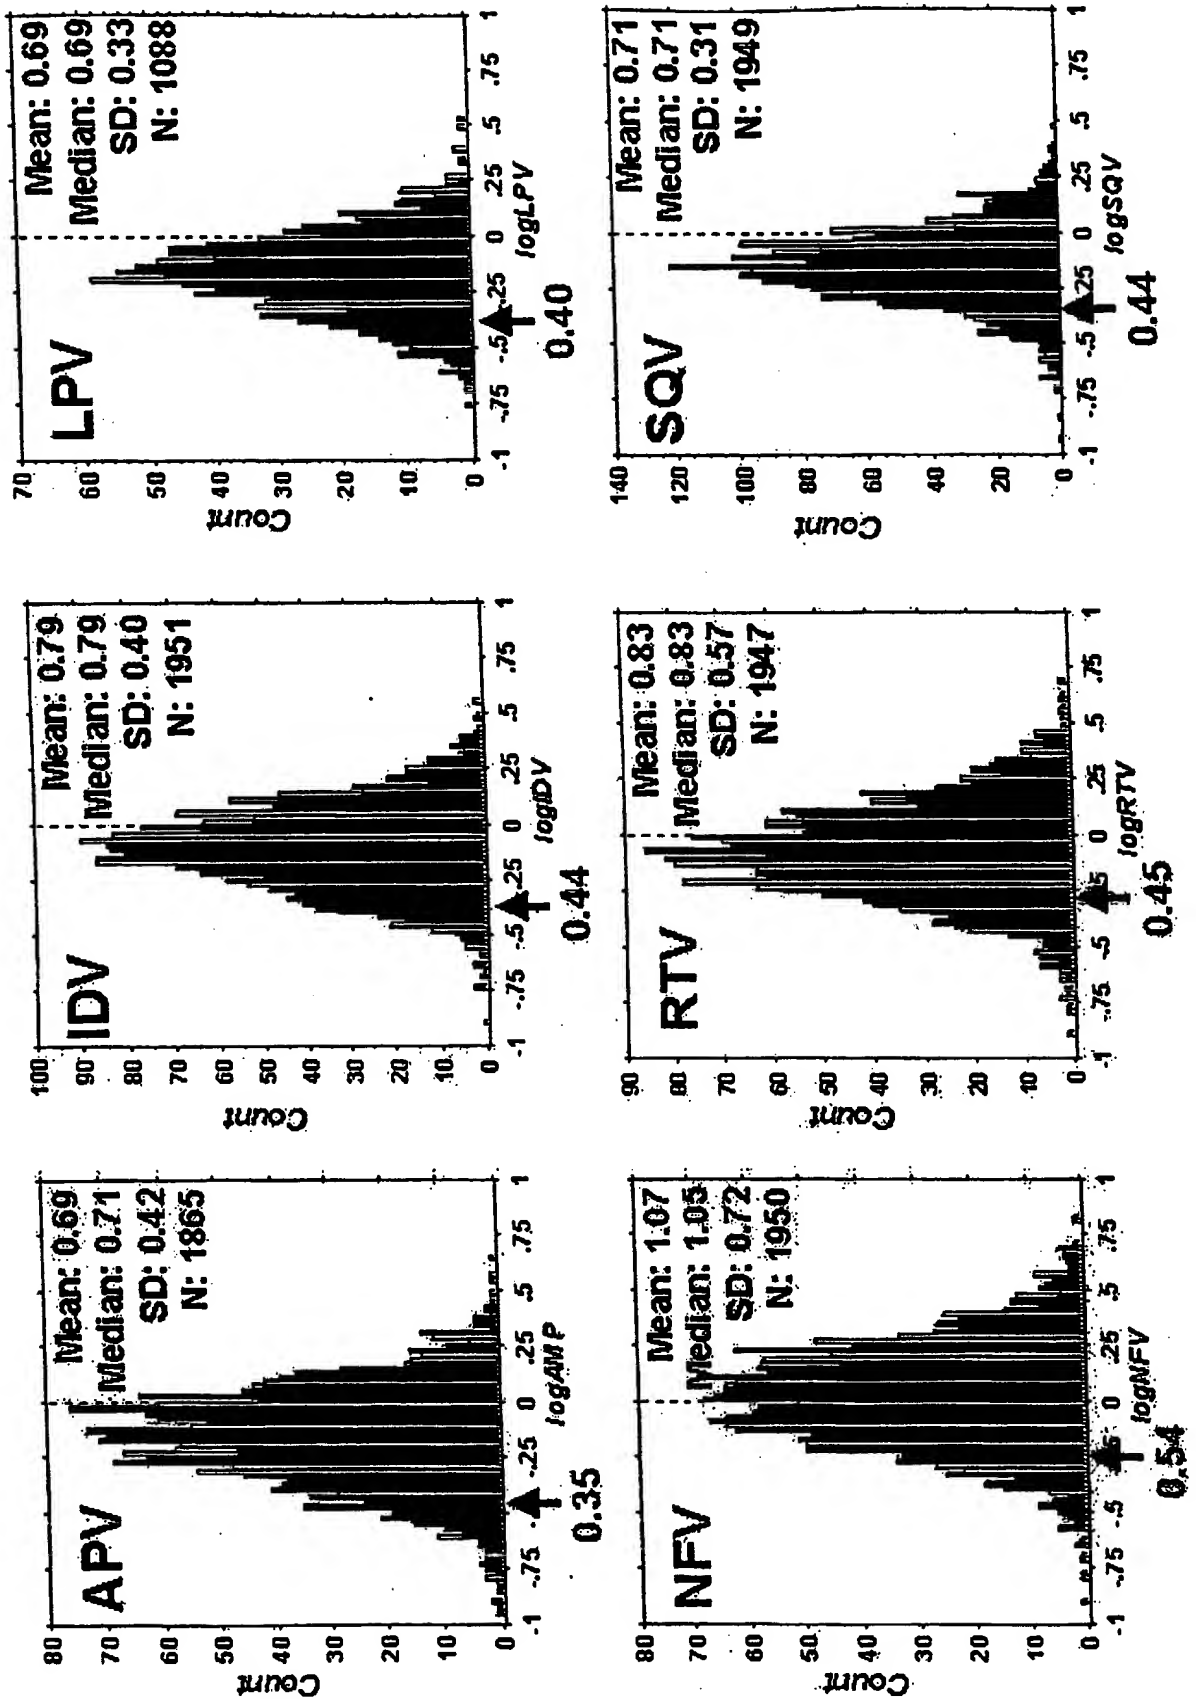 APV
Mean: 0.69
Median: 0.71
SD: 0.42
N: 1865
Count
80
70
60
50
40
30
20
10
0
-1 -.75 -.5 -.25 0 .25 .5 .75 1
logAMP
0.35
IDV
Mean: 0.79
Median: 0.79
SD: 0.40
N: 1951
Count
100
90
80
70
60
50
40
30
20
10
0
-1 -.75 -.5 .25 0 .25 .5 .75 1
logIDV
0.44
LPV
Mean: 0.69
Median: 0.69
SD: 0.33
N: 1088
Count
70
60
50
40
30
20
10
0
-1 -.75 -.5 .25 0 .25 .5 .75 1
logLPV
0.40
NFV
Mean: 1.07
Median: 1.05
SD: 0.72
N: 1950
Count
80
70
60
50
40
30
20
10
0
-1 -.75 -.5 0 .25 .5 .75 1
logNFV
0.54
RTV
Mean: 0.83
Median: 0.83
SD: 0.57
N: 1947
Count
90
80
70
60
50
40
30
20
10
0
-1 -.75 -.5 0 .25 .5 .75 1
logRTV
0.45
SQV
Mean: 0.71
Median: 0.71
SD: 0.31
N: 1949
Count
140
120
100
80
60
40
20
0
-1 -.75 -.5 .25 0 .25 .5 .75 1
logSQV
0.44